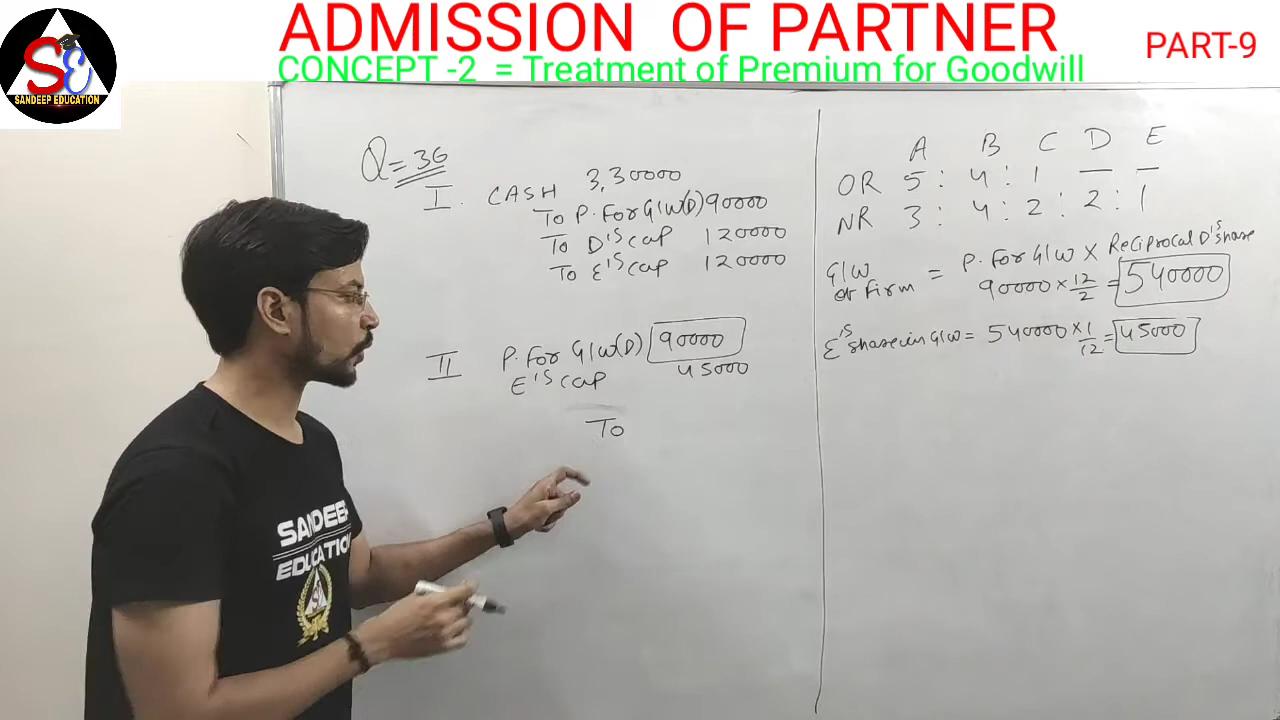 ADMISSION OF PARTNER
PART-9
CONCEPT -2 = Treatment of Premium for Goodwill
SE
SANDEEP EDUCATION
Q=36
I. CASH 3,30000
To P. For G/W(D) 90000
To D'S cap 120000
To E'S cap 120000
II P. For G/W(D) 90000
E'S cap 45000
To
A B C D E
OR 5 : 4 : 1 — —
NR 3 : 4 : 2 : 2 : 1
G/W of Firm = P. For G/W X Reciprocal D'S share
90000 × 12/2 = 540000
E'S share in G/W = 540000 × 1/12 = 45000
SANDEEP
EDUCATION
SE